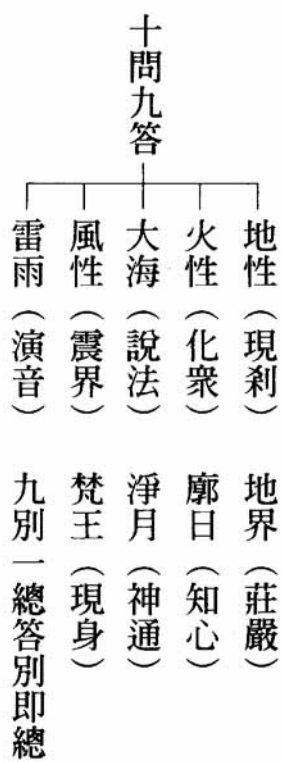 十問九答
地性（現剎） 地界（莊嚴）
火性（化眾） 廓日（知心）
大海（說法） 淨月（神通）
風性（震界） 梵王（現身）
雷雨（演音） 九別一總答別即總